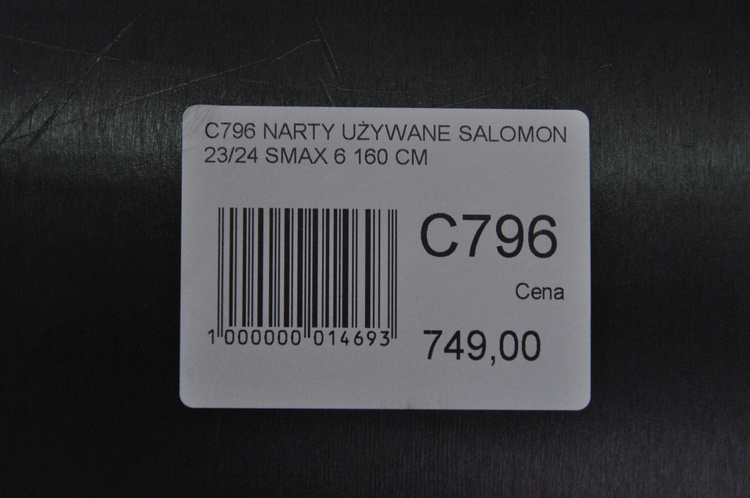 C796 NARTY UŻYWANE SALOMON
23/24 SMAX 6 160 CM
C796
Cena
749,00
1 000000 014693